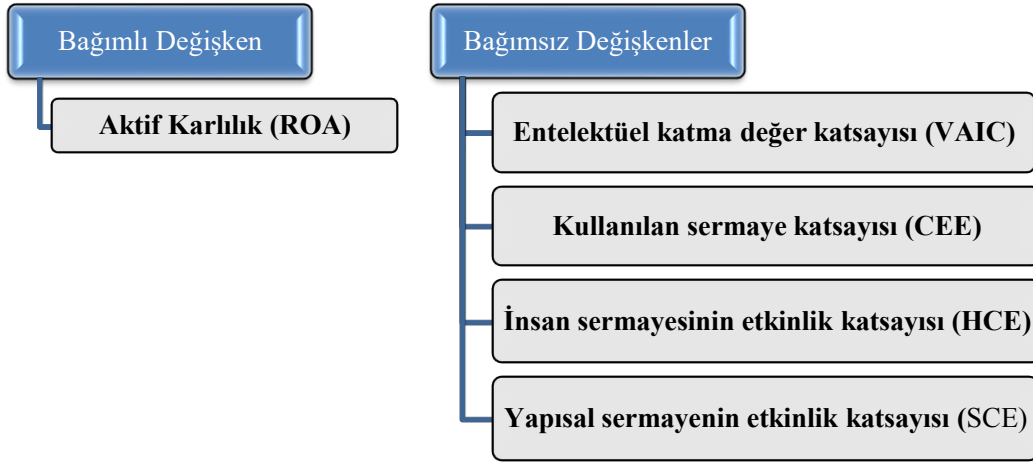 Bağımlı Değişken
Aktif Karlılık (ROA)
Bağımsız Değişkenler
Entelektüel katma değer katsayısı (VAIC)
Kullanılan sermaye katsayısı (CEE)
İnsan sermayesinin etkinlik katsayısı (HCE)
Yapısal sermayenin etkinlik katsayısı (SCE)